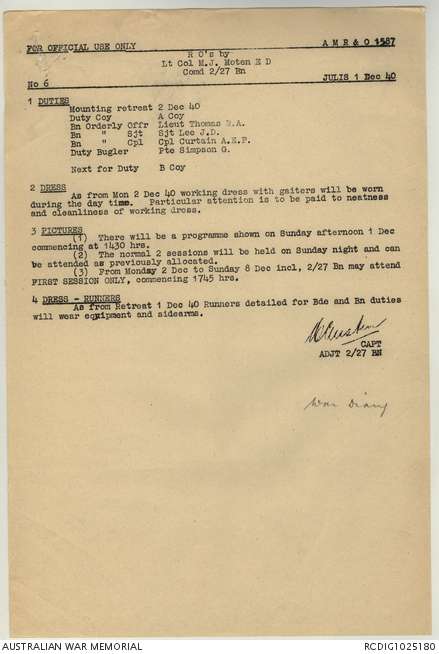 FOR OFFICIAL USE ONLY A M R & O 1587
R O's by
Lt Col M.J. Moten E D
Comd 2/27 Bn
No 6 JULIS 1 Dec 40
1 DUTIES
Mounting retreat 2 Dec 40
Duty Coy A Coy
Bn Orderly Offr Lieut Thomas R.A.
Bn " Sjt Sjt Lee J.D.
Bn " Cpl Cpl Curtain A.E.P.
Duty Bugler Pte Simpson G.
Next for Duty B Coy
2 DRESS
As from Mon 2 Dec 40 working dress with gaiters will be worn
during the day time. Particular attention is to be paid to neatness
and cleanliness of working dress.
3 PICTURES
(1) There will be a programme shown on Sunday afternoon 1 Dec
commencing at 1430 hrs.
(2) The normal 2 sessions will be held on Sunday night and can
be attended as previously allocated.
(3) From Monday 2 Dec to Sunday 8 Dec incl, 2/27 Bn may attend
FIRST SESSION ONLY, commencing 1745 hrs.
4 DRESS - RUNNERS
As from Retreat 1 Dec 40 Runners detailed for Bde and Bn duties
will wear equipment and sidearms.
CAPT
ADJT 2/27 BN
War Diary
AUSTRALIAN WAR MEMORIAL RCDIG1025180